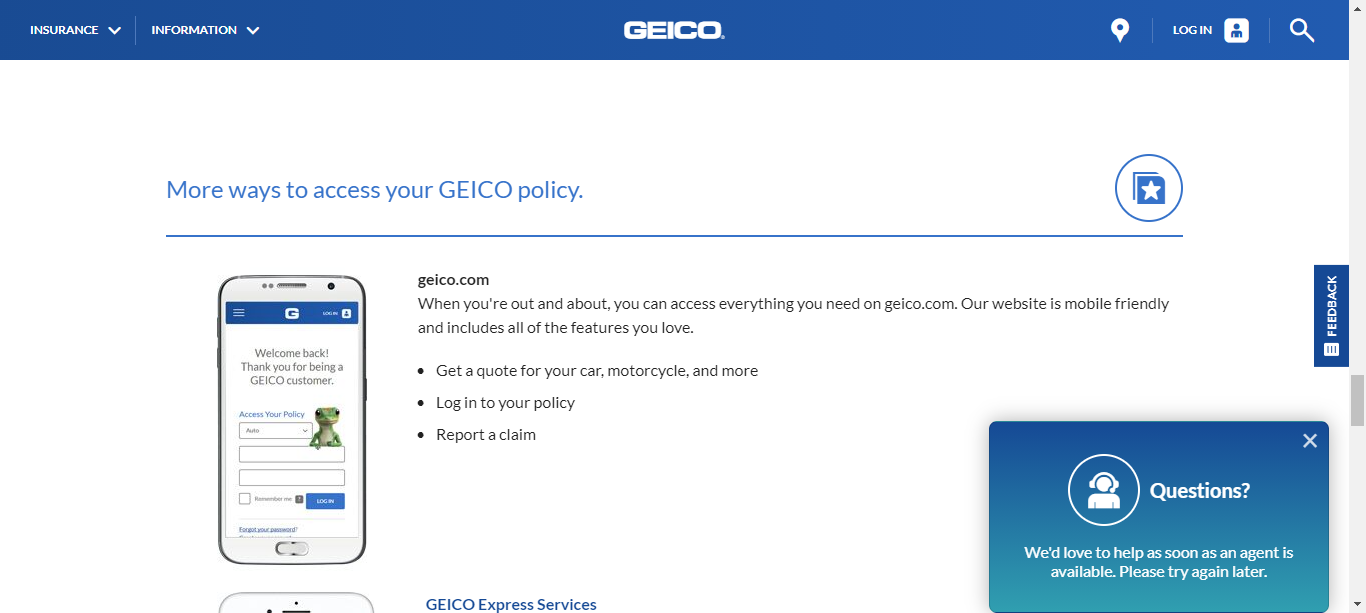 INSURANCE
INFORMATION
GEICO
LOG IN
More ways to access your GEICO policy.
geico.com
When you're out and about, you can access everything you need on geico.com. Our website is mobile friendly
and includes all of the features you love.
Get a quote for your car, motorcycle, and more
Log in to your policy
Report a claim
G
LOG IN
Welcome back!
Thank you for being a
GEICO customer.
Access Your Policy
Auto
Remember me
?
LOG IN
Forgot your password?
FEEDBACK
Questions?
We'd love to help as soon as an agent is
available. Please try again later.
GEICO Express Services